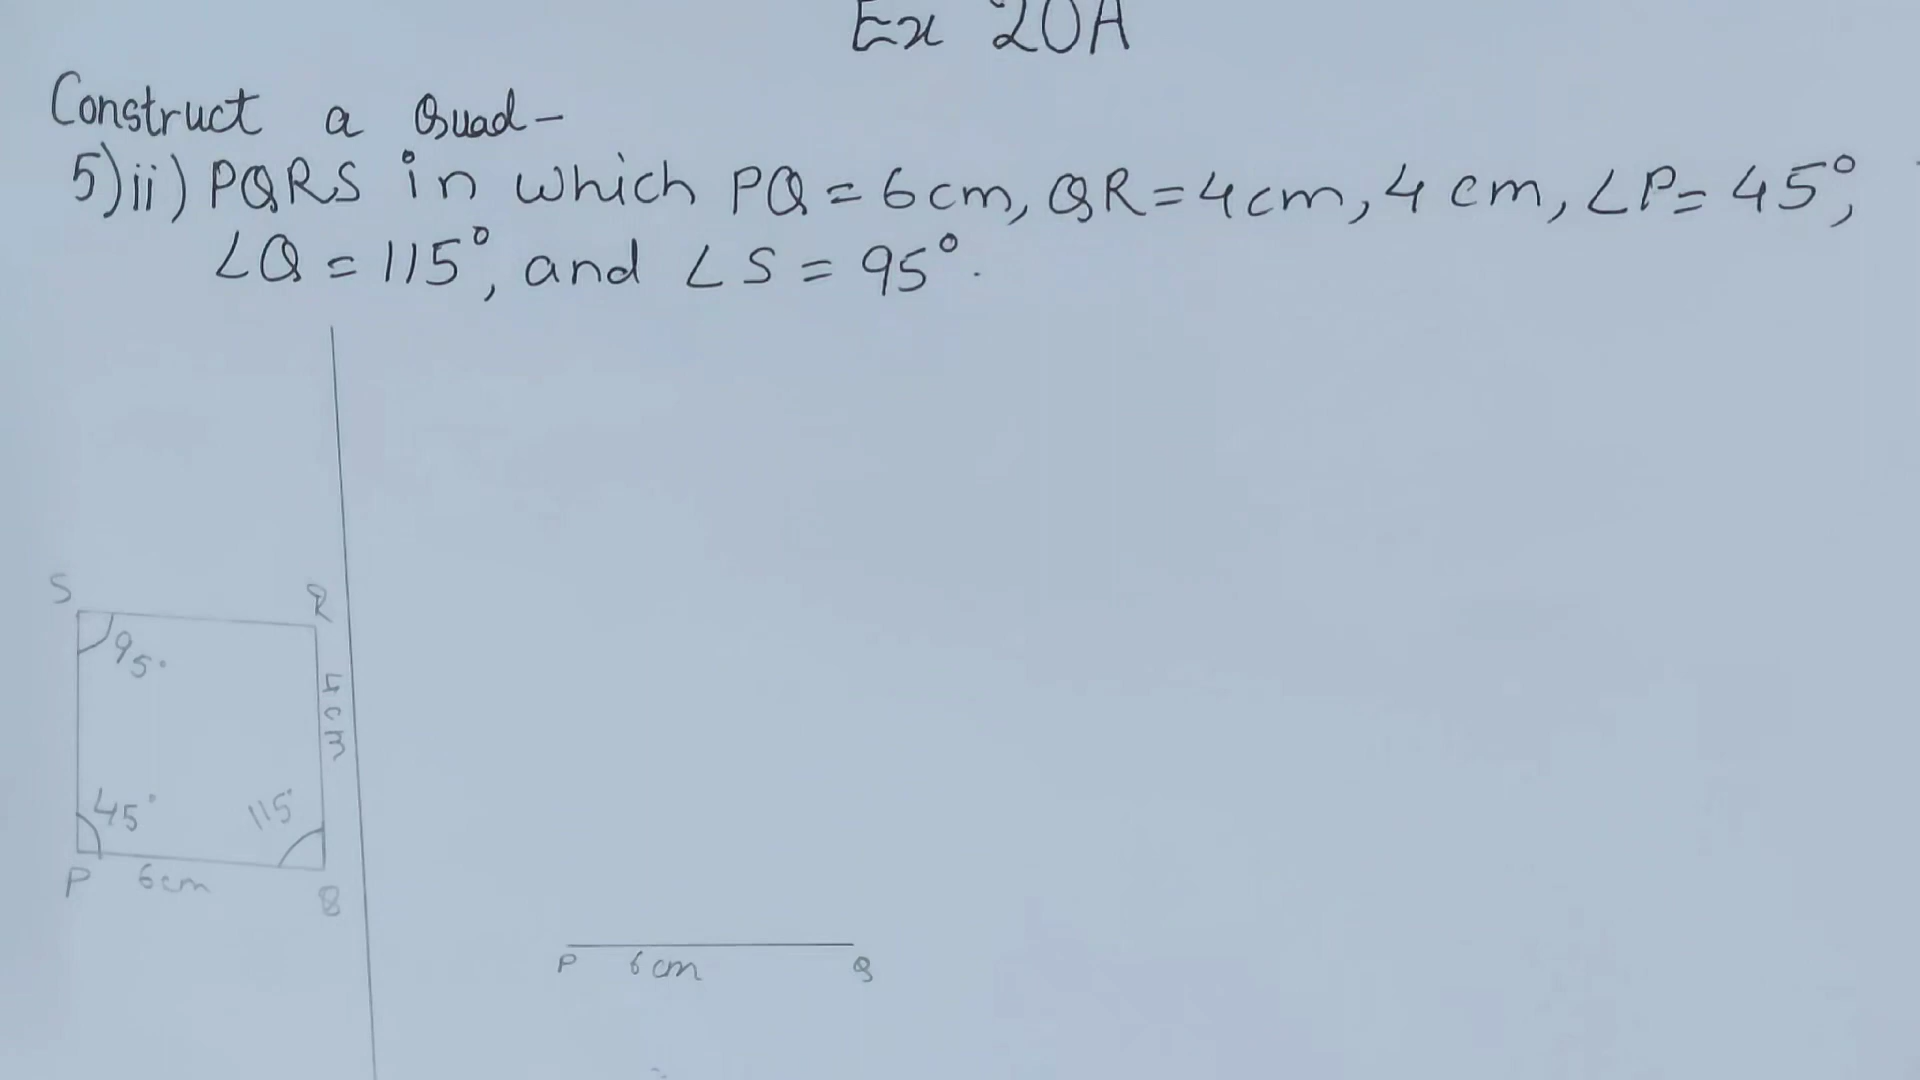 Ex 20A
Construct a Quad-
5)ii) PQRS in which PQ = 6cm, QR = 4cm, 4 cm, ∠P = 45°,
∠Q = 115°, and ∠S = 95°.
S
R
95°
4cm
45°
115°
P
6cm
Q
P
6cm
Q